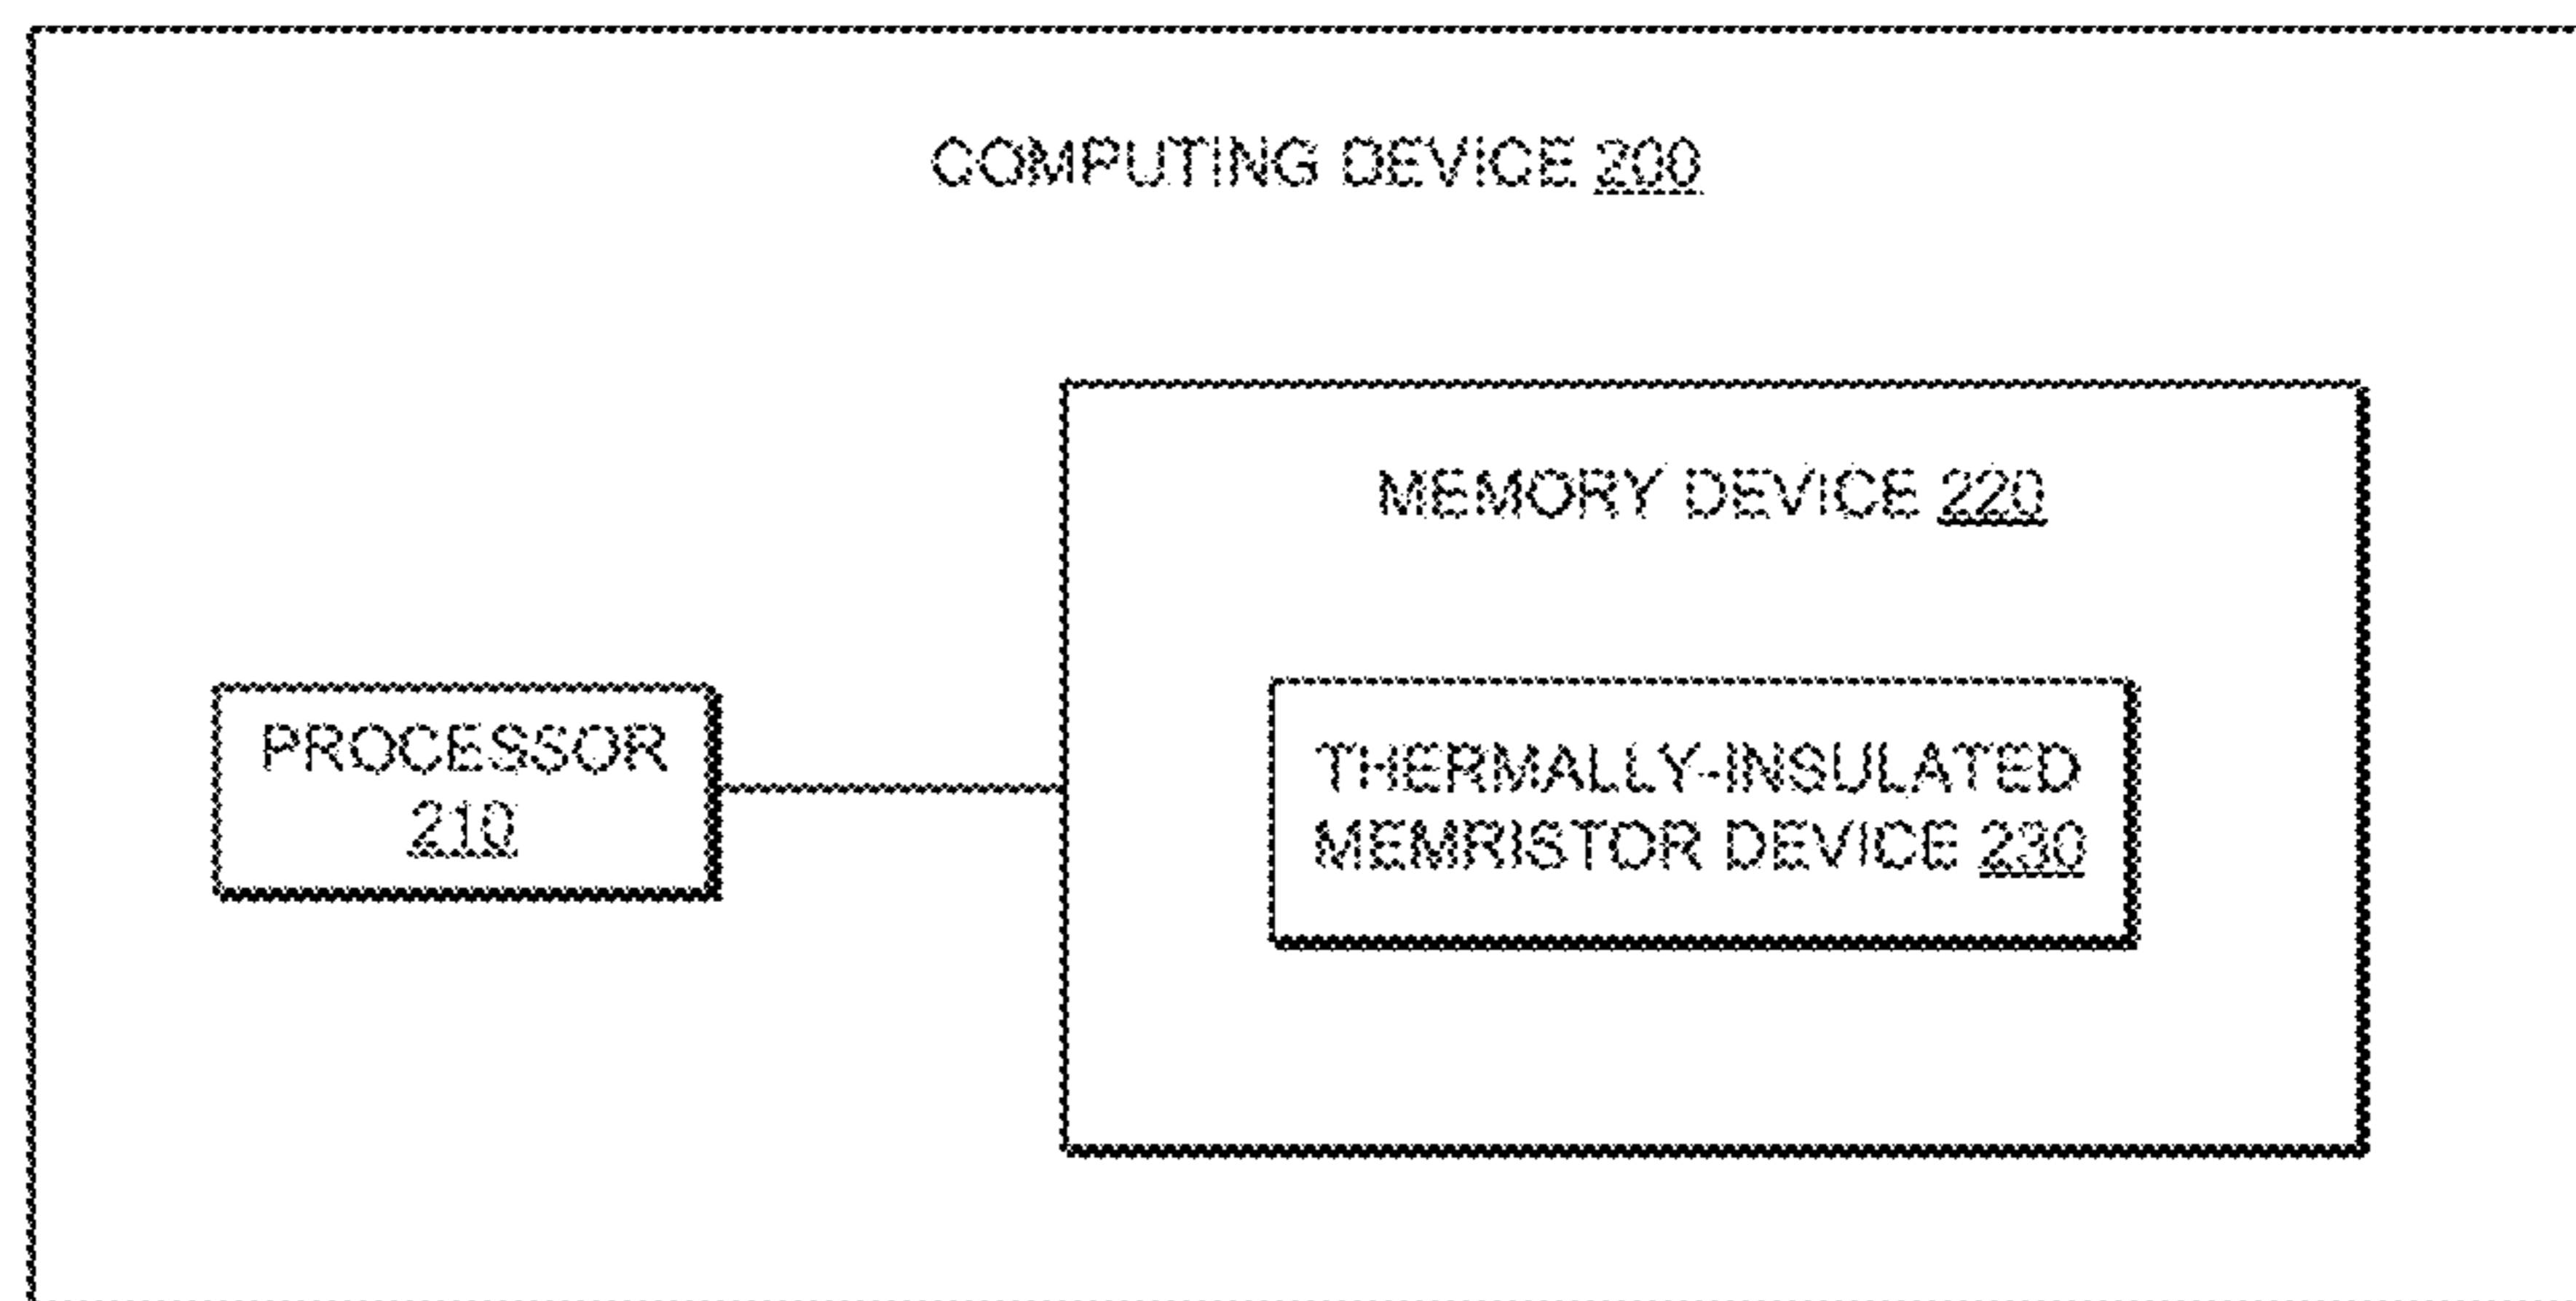 COMPUTING DEVICE 200
MEMORY DEVICE 220
PROCESSOR
210
THERMALLY-INSULATED
MEMRISTOR DEVICE 230